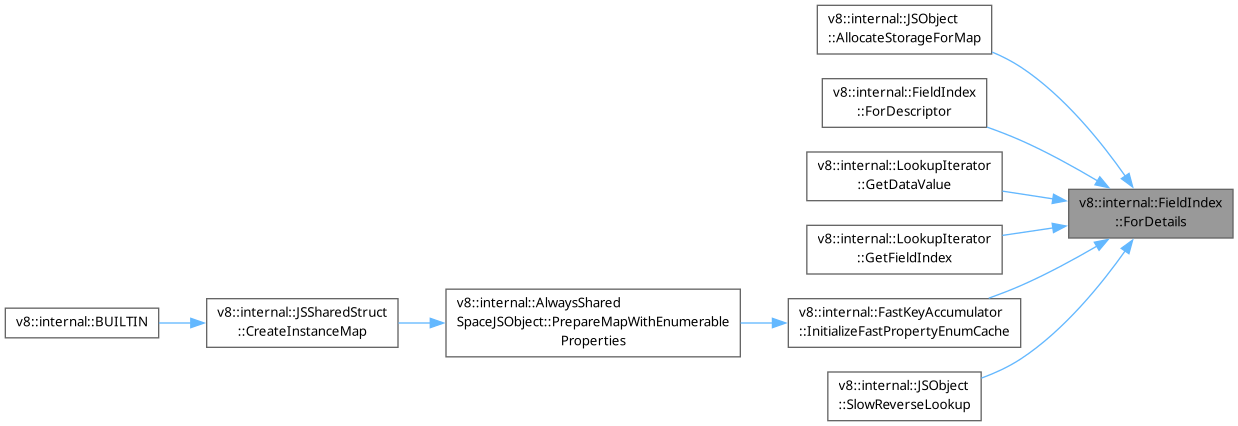 v8::internal::JSObject
::AllocateStorageForMap
v8::internal::FieldIndex
::ForDescriptor
v8::internal::LookupIterator
::GetDataValue
v8::internal::FieldIndex
::ForDetails
v8::internal::LookupIterator
::GetFieldIndex
v8::internal::BUILTIN
v8::internal::JSSharedStruct
::CreateInstanceMap
v8::internal::AlwaysShared
SpaceJSObject::PrepareMapWithEnumerable
Properties
v8::internal::FastKeyAccumulator
::InitializeFastPropertyEnumCache
v8::internal::JSObject
::SlowReverseLookup